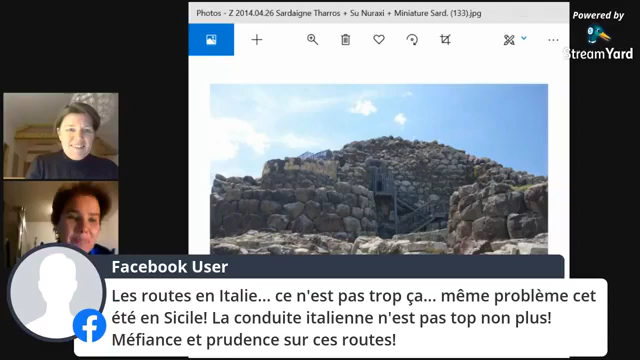 Photos - Z 2014.04.26 Sardaigne Tharros + Su Nuraxi + Miniature Sard. (133).jpg
Powered by
StreamYard
Facebook User
Les routes en Italie... ce n'est pas trop ça... même problème cet
été en Sicile! La conduite italienne n'est pas top non plus!
Méfiance et prudence sur ces routes!